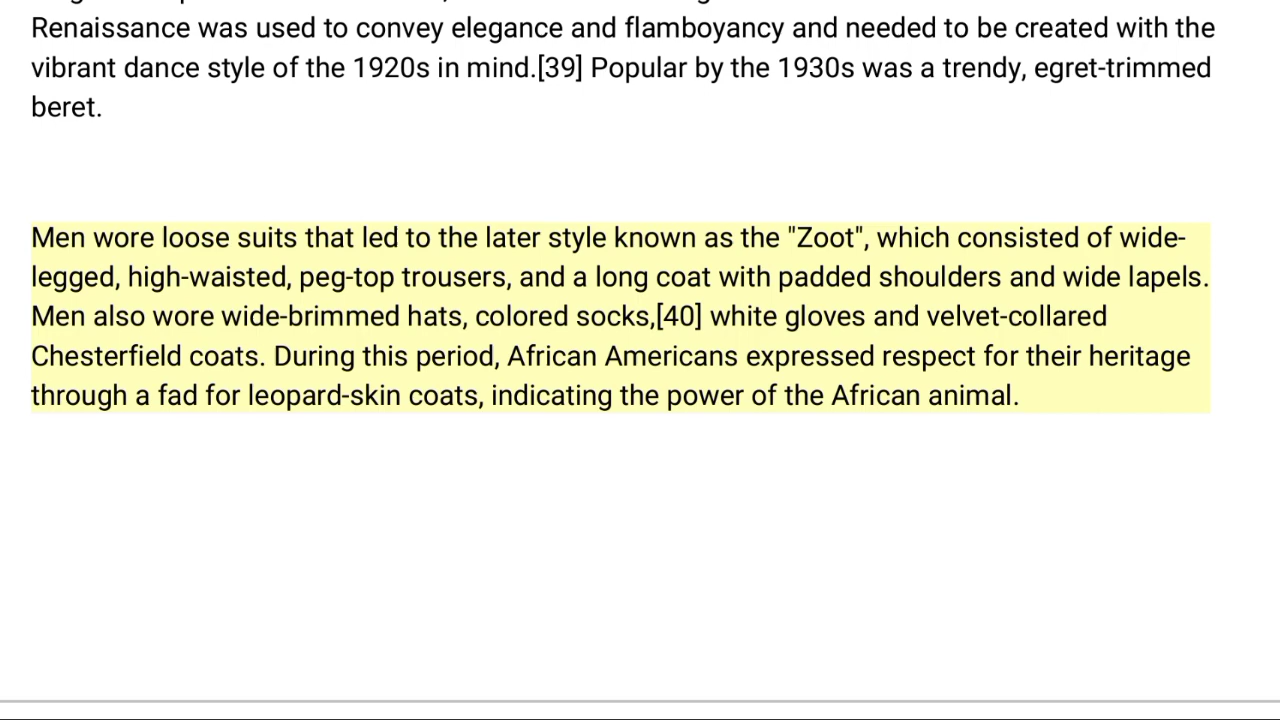 Renaissance was used to convey elegance and flamboyancy and needed to be created with the
vibrant dance style of the 1920s in mind.[39] Popular by the 1930s was a trendy, egret-trimmed
beret.
Men wore loose suits that led to the later style known as the "Zoot", which consisted of wide-
legged, high-waisted, peg-top trousers, and a long coat with padded shoulders and wide lapels.
Men also wore wide-brimmed hats, colored socks,[40] white gloves and velvet-collared
Chesterfield coats. During this period, African Americans expressed respect for their heritage
through a fad for leopard-skin coats, indicating the power of the African animal.